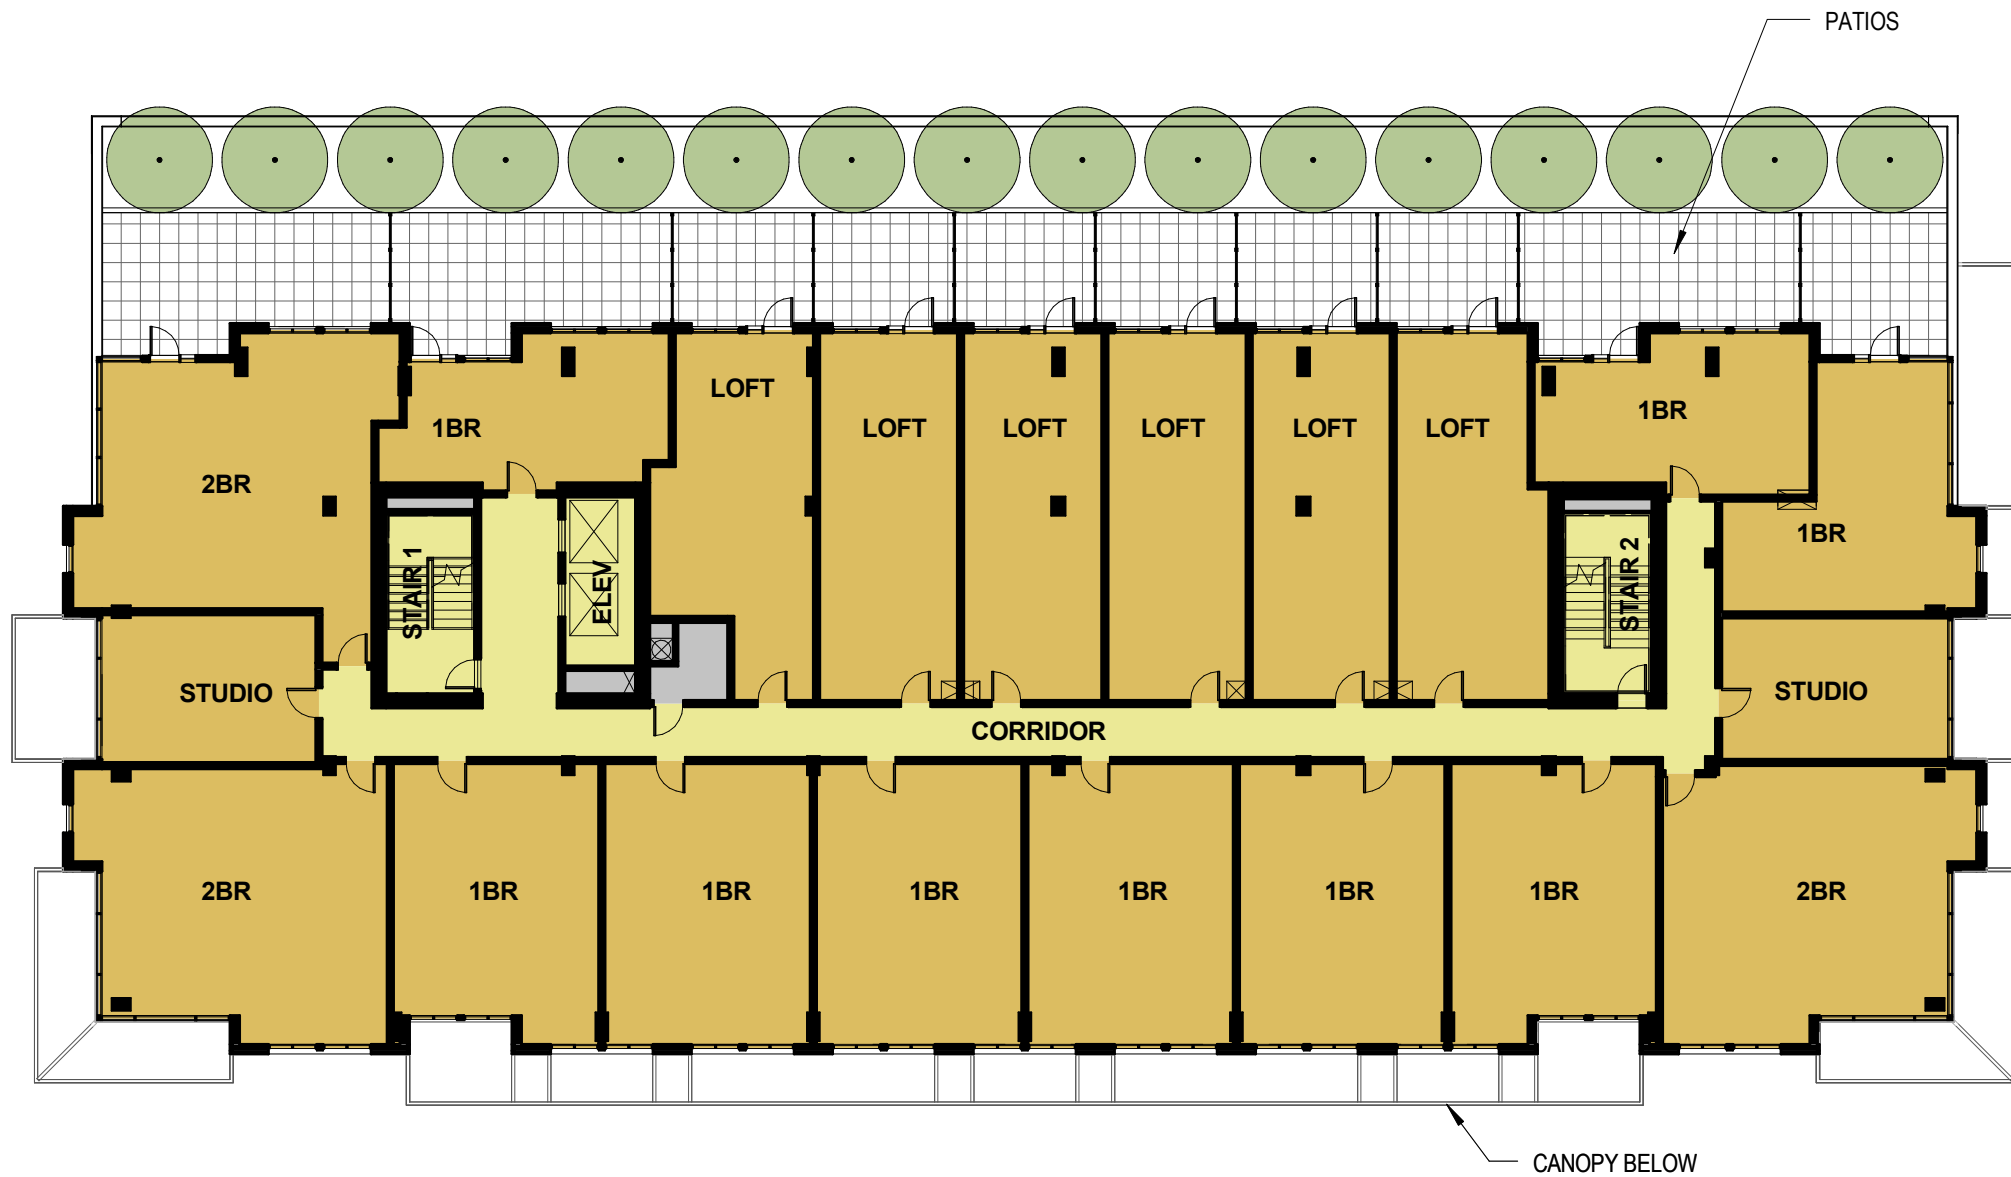 PATIOS
LOFT
1BR
1BR
LOFT
LOFT
LOFT
LOFT
LOFT
2BR
1BR
STAIR 1
ELEV
STAIR 2
STUDIO
STUDIO
CORRIDOR
2BR
1BR
1BR
1BR
1BR
1BR
1BR
2BR
CANOPY BELOW